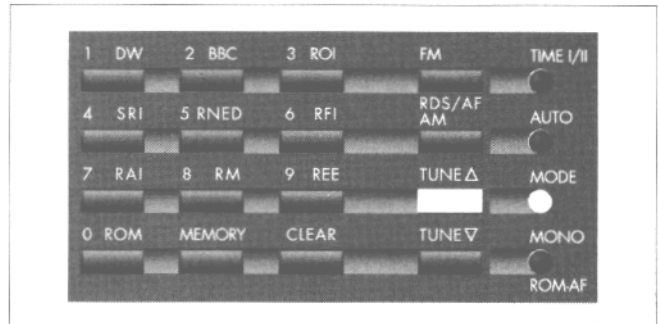 1 DW 2 BBC 3 ROI FM TIME I/II
4 SRI 5 RNED 6 RFI RDS/AF AM AUTO
7 RAI 8 RM 9 REE TUNE△ MODE
0 ROM MEMORY CLEAR TUNE▽ MONO
ROM-AF